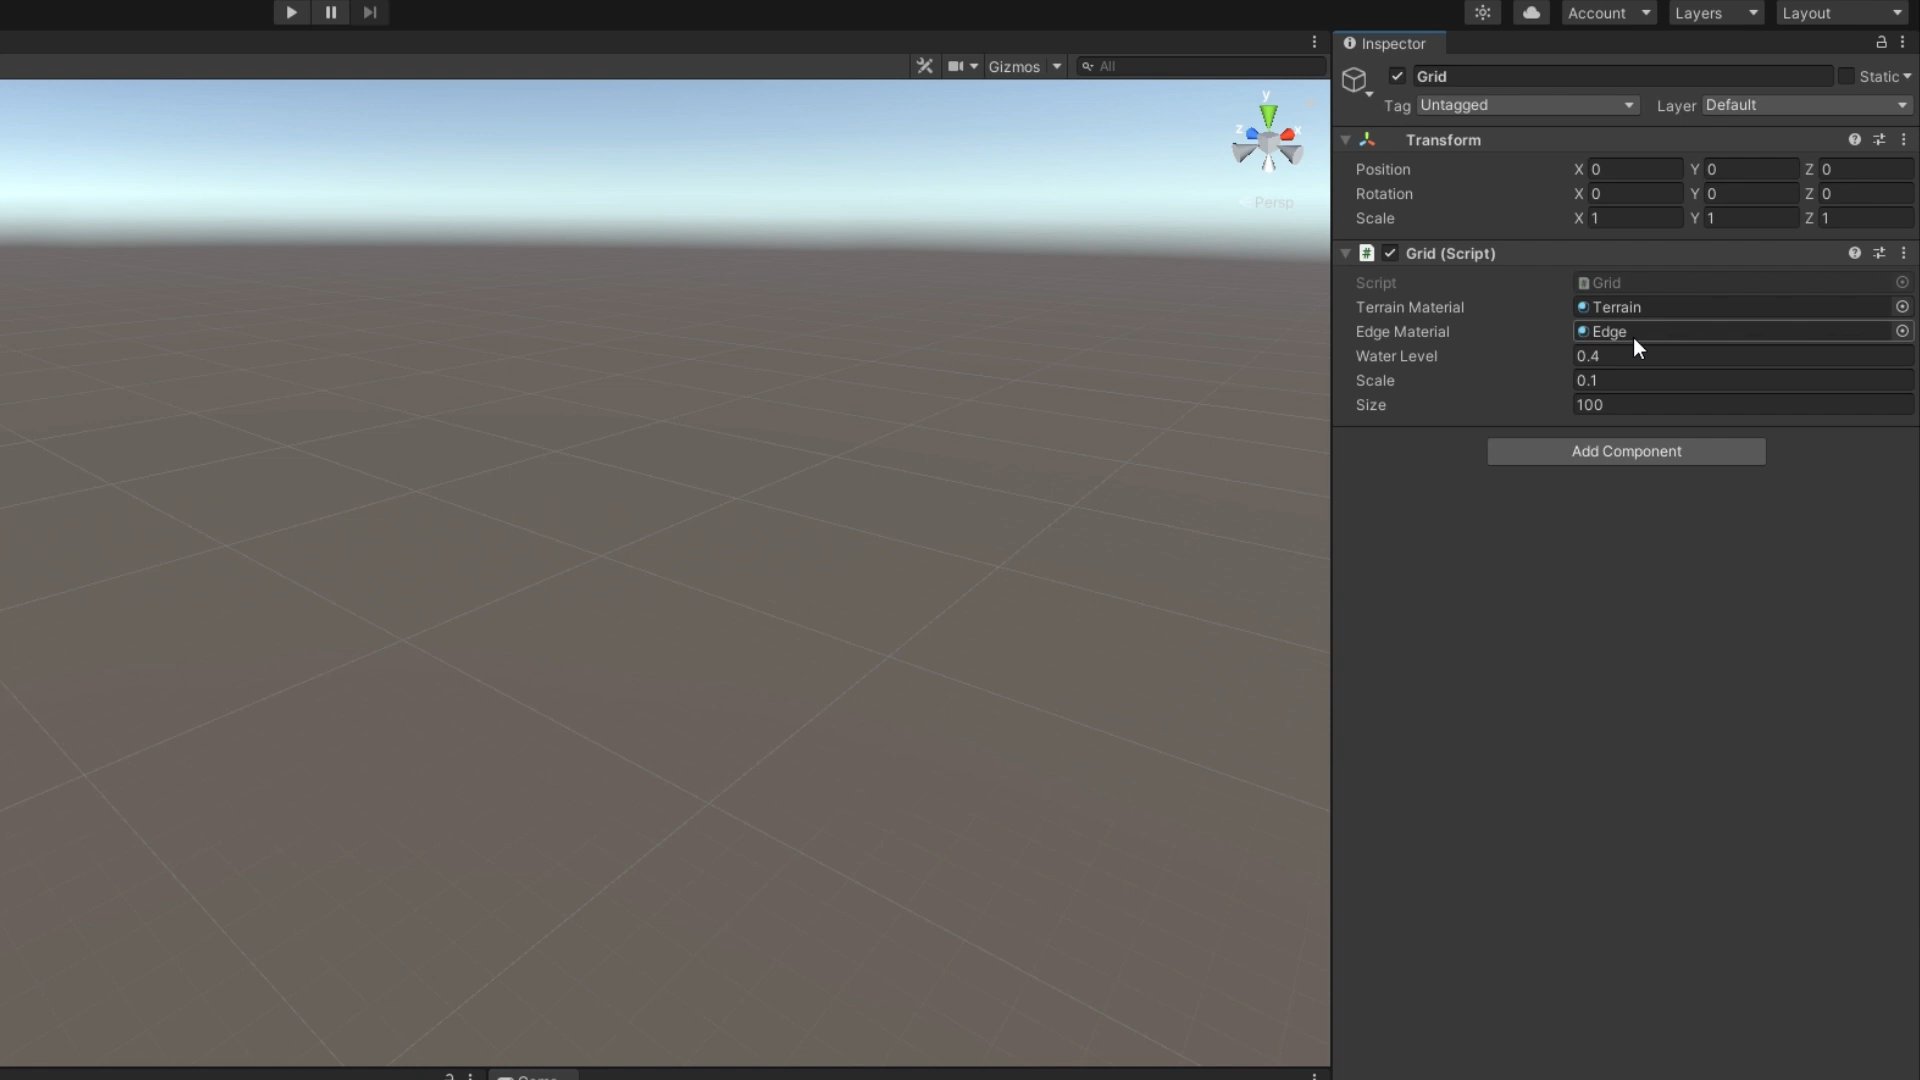 Account Layers Layout
Inspector
Gizmos All
Grid Static
Tag Untagged Layer Default
y
z x
Persp
Transform
Position X 0 Y 0 Z 0
Rotation X 0 Y 0 Z 0
Scale X 1 Y 1 Z 1
# Grid (Script)
Script Grid
Terrain Material Terrain
Edge Material Edge
Water Level 0.4
Scale 0.1
Size 100
Add Component